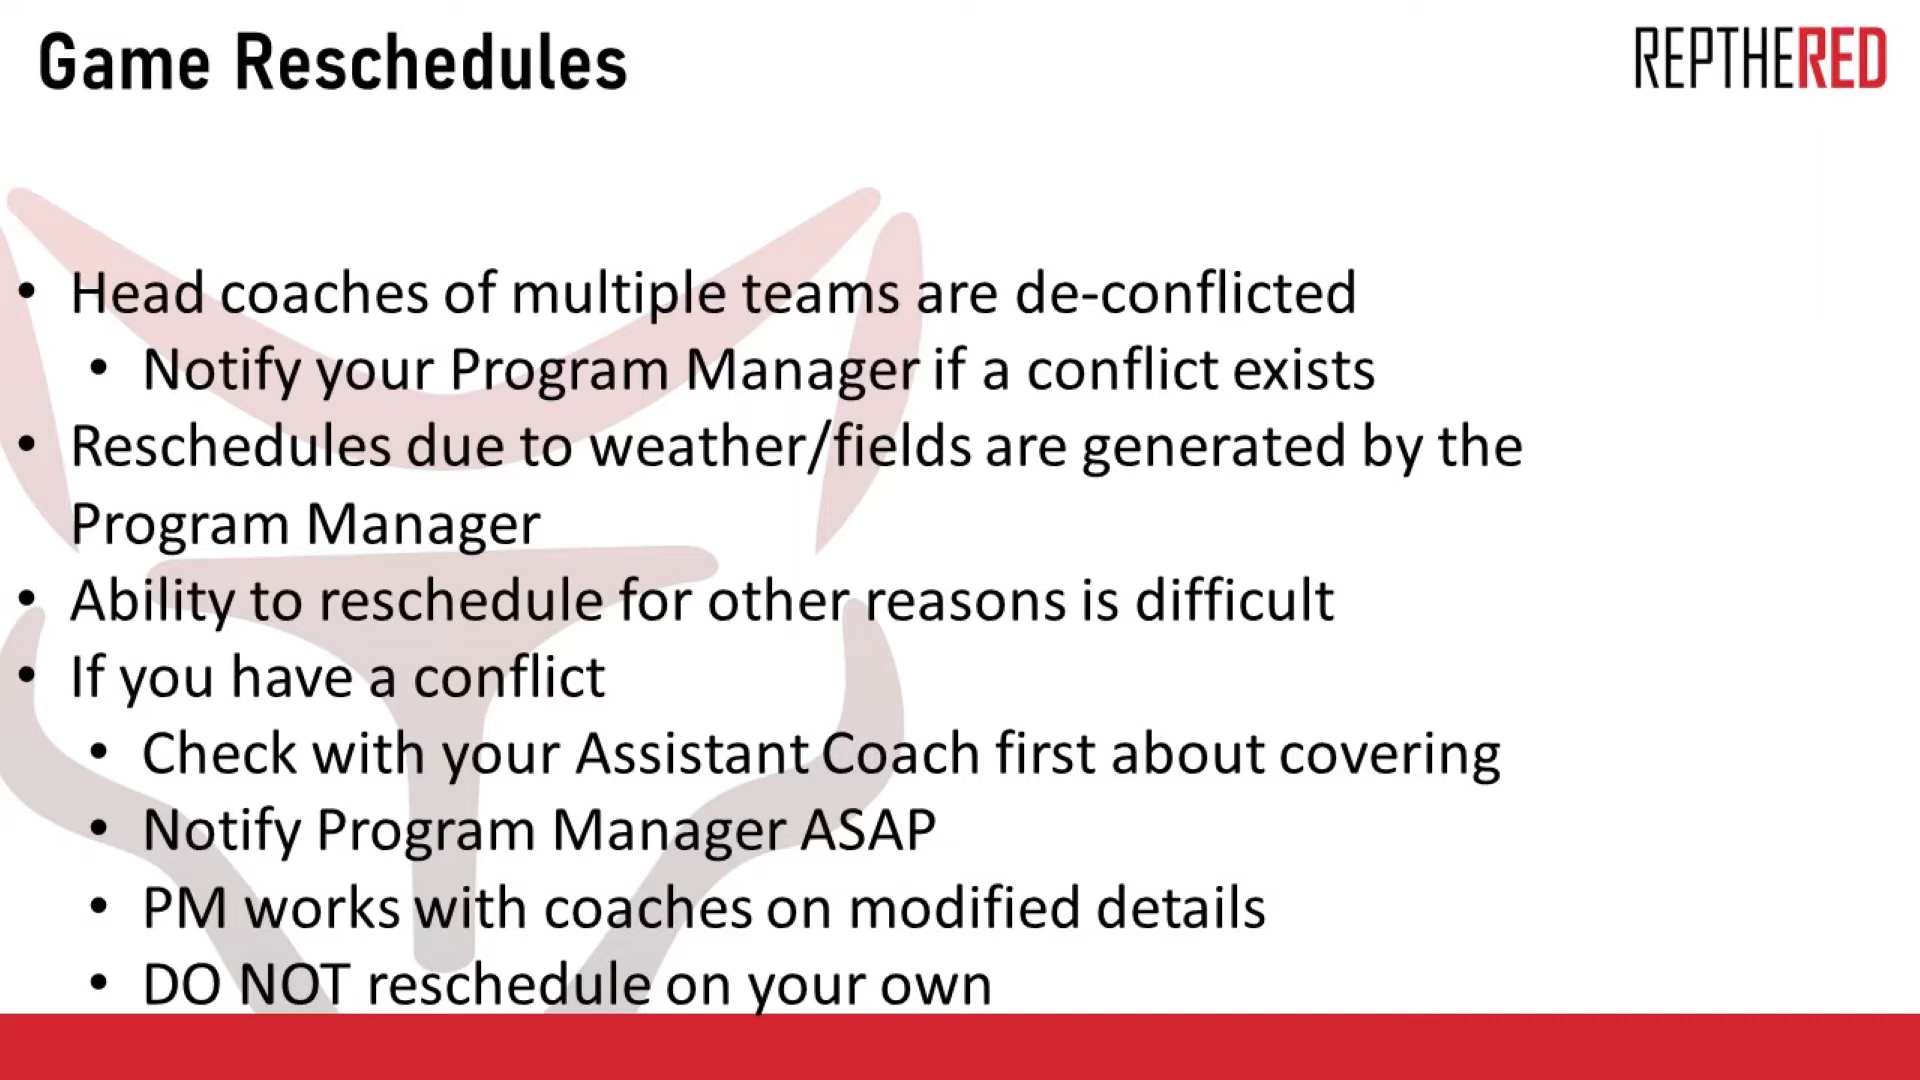 Game Reschedules
REPTHERED
• Head coaches of multiple teams are de-conflicted
• Notify your Program Manager if a conflict exists
• Reschedules due to weather/fields are generated by the
Program Manager
• Ability to reschedule for other reasons is difficult
• If you have a conflict
• Check with your Assistant Coach first about covering
• Notify Program Manager ASAP
• PM works with coaches on modified details
• DO NOT reschedule on your own